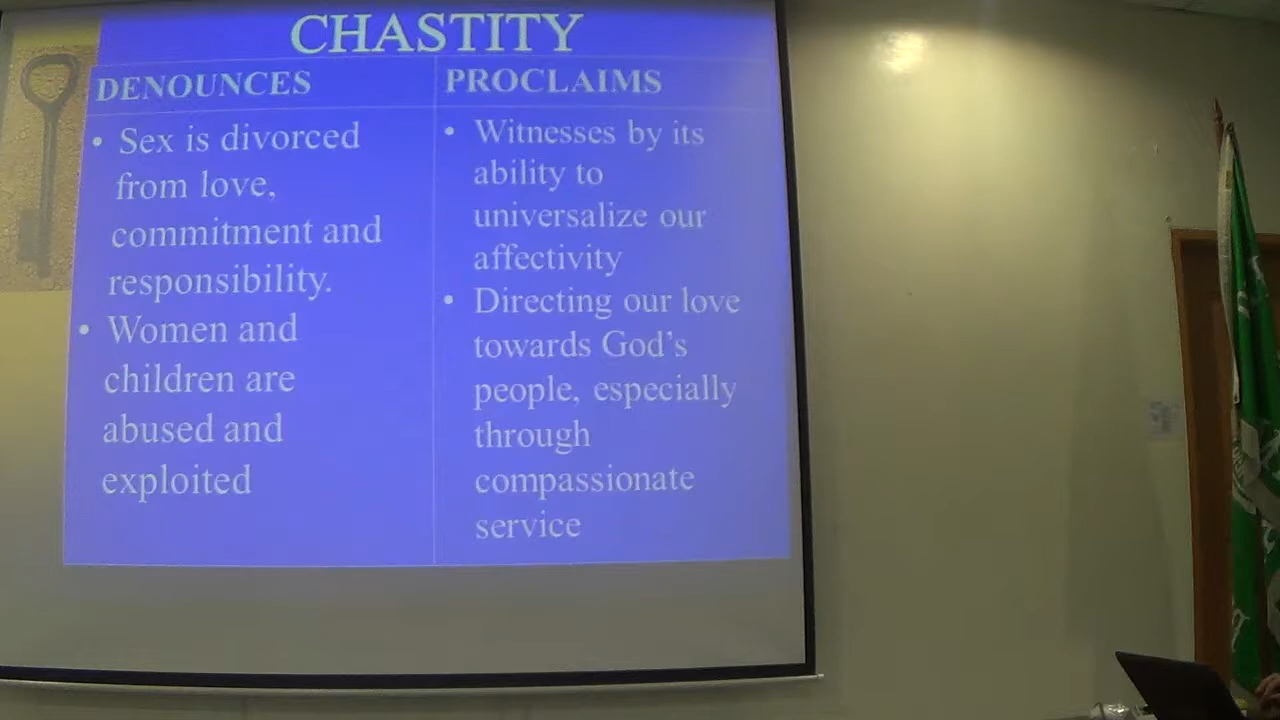 CHASTITY
DENOUNCES
• Sex is divorced
from love,
commitment and
responsibility.
• Women and
children are
abused and
exploited
PROCLAIMS
• Witnesses by its
ability to
universalize our
affectivity
• Directing our love
towards God's
people, especially
through
compassionate
service